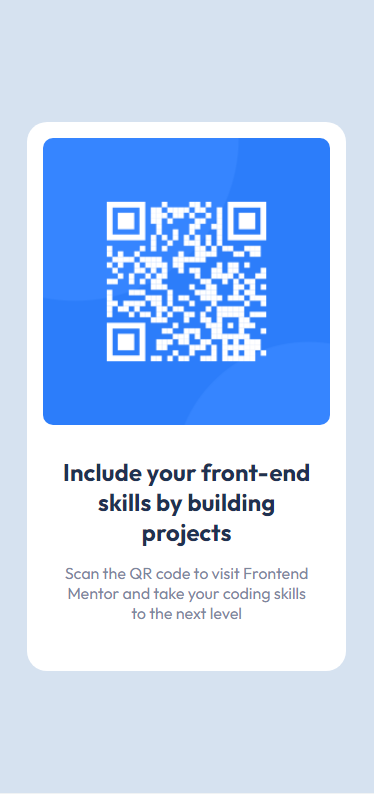 Include your front-end
skills by building
projects
Scan the QR code to visit Frontend
Mentor and take your coding skills
to the next level